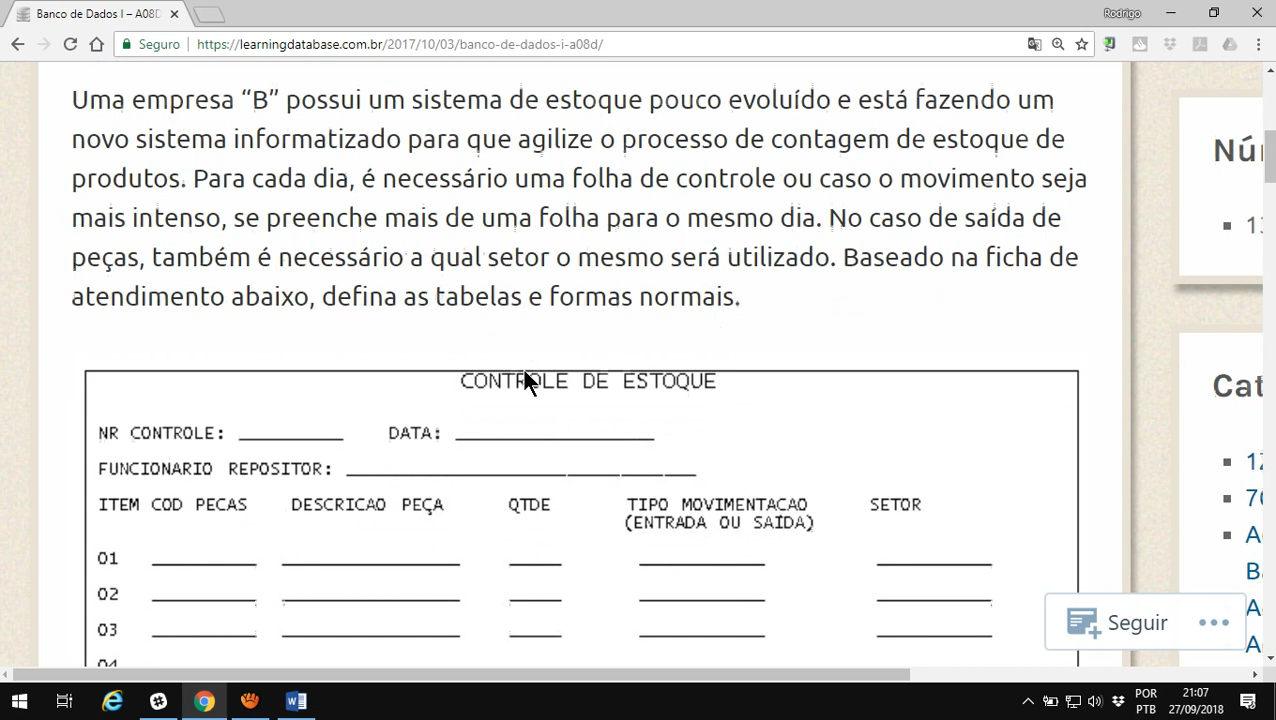 Banco de Dados I – A08D
Rodrigo
Seguro
https://learningdatabase.com.br/2017/10/03/banco-de-dados-i-a08d/
Uma empresa “B” possui um sistema de estoque pouco evoluído e está fazendo um
novo sistema informatizado para que agilize o processo de contagem de estoque de
produtos. Para cada dia, é necessário uma folha de controle ou caso o movimento seja
mais intenso, se preenche mais de uma folha para o mesmo dia. No caso de saída de
peças, também é necessário a qual setor o mesmo será utilizado. Baseado na ficha de
atendimento abaixo, defina as tabelas e formas normais.
CONTROLE DE ESTOQUE
NR CONTROLE: DATA:
FUNCIONARIO REPOSITOR:
ITEM COD PECAS DESCRICAO PEÇA QTDE TIPO MOVIMENTACAO SETOR
(ENTRADA OU SAÍDA)
01
02
03
04
Nú
13
Cat
12
70
A
B
A
A
Seguir
POR
PTB
21:07
27/09/2018